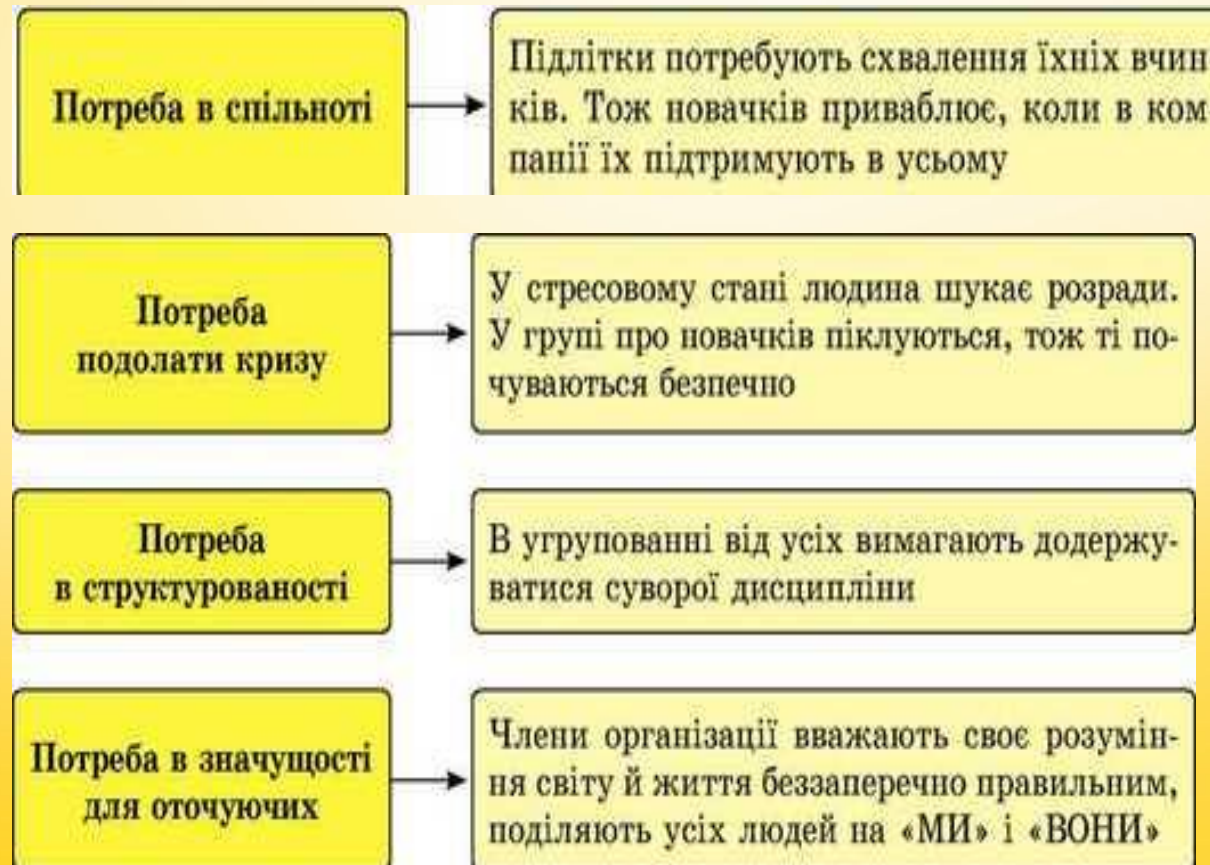 Потреба в спільноті
Підлітки потребують схвалення їхніх вчин
ків. Тож новачків приваблює, коли в ком
панії їх підтримують в усьому
Потреба
подолати кризу
У стресовому стані людина шукає розради.
У групі про новачків піклуються, тож ті по-
чуваються безпечно
Потреба
в структурованості
В угрупованні від усіх вимагають додержу-
ватися суворої дисципліни
Потреба в значущості
для оточуючих
Члени організації вважають своє розумін-
ня світу й життя беззаперечно правильним,
поділяють усіх людей на «МИ» і «ВОНИ»